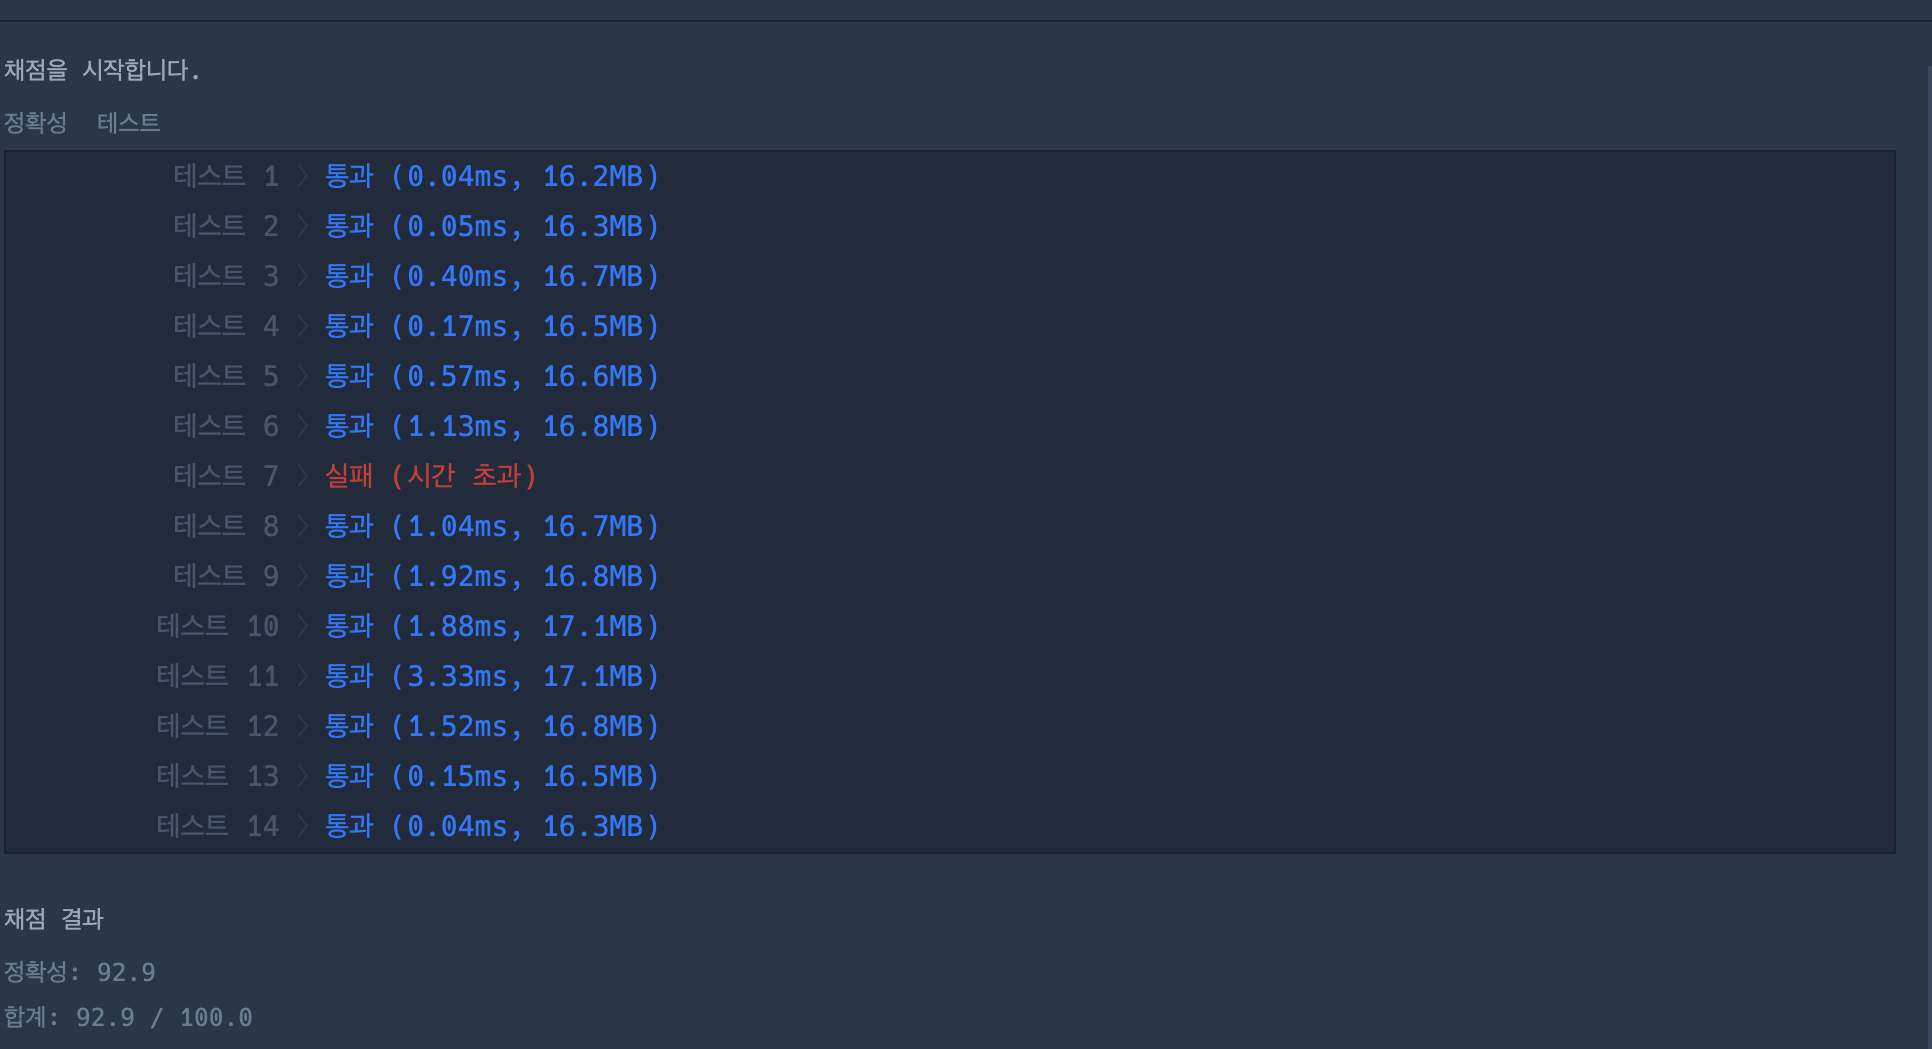 채점을 시작합니다.
정확성 테스트
테스트 1 〉 통과 (0.04ms, 16.2MB)
테스트 2 〉 통과 (0.05ms, 16.3MB)
테스트 3 〉 통과 (0.40ms, 16.7MB)
테스트 4 〉 통과 (0.17ms, 16.5MB)
테스트 5 〉 통과 (0.57ms, 16.6MB)
테스트 6 〉 통과 (1.13ms, 16.8MB)
테스트 7 〉 실패 (시간 초과)
테스트 8 〉 통과 (1.04ms, 16.7MB)
테스트 9 〉 통과 (1.92ms, 16.8MB)
테스트 10 〉 통과 (1.88ms, 17.1MB)
테스트 11 〉 통과 (3.33ms, 17.1MB)
테스트 12 〉 통과 (1.52ms, 16.8MB)
테스트 13 〉 통과 (0.15ms, 16.5MB)
테스트 14 〉 통과 (0.04ms, 16.3MB)
채점 결과
정확성: 92.9
합계: 92.9 / 100.0